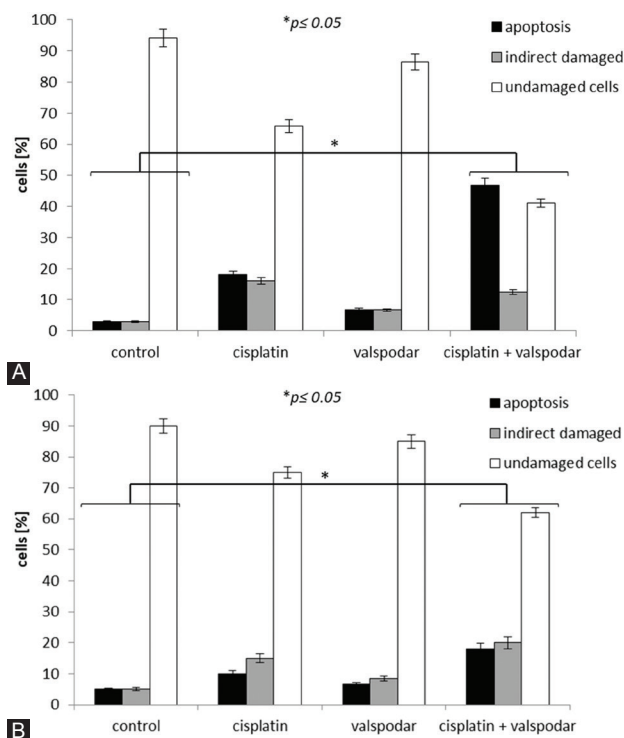 *p≤ 0.05
apoptosis
indirect damaged
undamaged cells
100
90
80
70
60
50
40
30
20
10
0
cells [%]
*
control cisplatin valspodar cisplatin + valspodar
A
*p≤ 0.05
apoptosis
indirect damaged
undamaged cells
100
90
80
70
60
50
40
30
20
10
0
cells [%]
*
control cisplatin valspodar cisplatin + valspodar
B